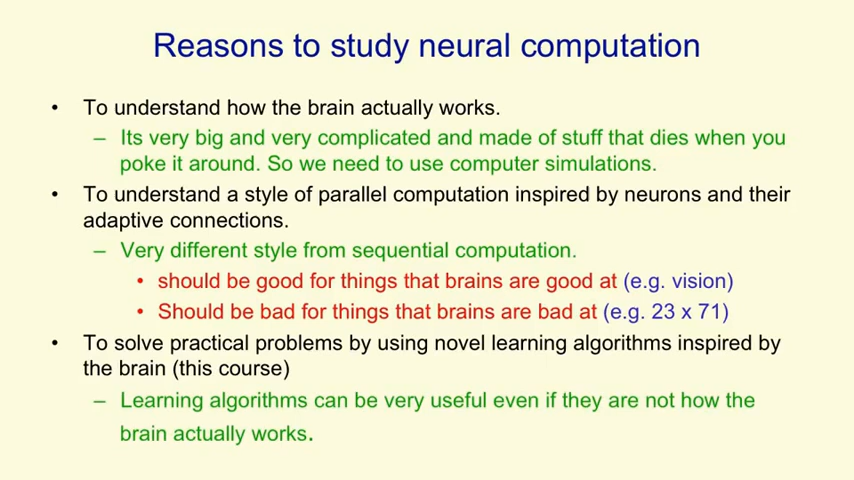 Reasons to study neural computation
• To understand how the brain actually works.
– Its very big and very complicated and made of stuff that dies when you
poke it around. So we need to use computer simulations.
• To understand a style of parallel computation inspired by neurons and their
adaptive connections.
– Very different style from sequential computation.
• should be good for things that brains are good at (e.g. vision)
• Should be bad for things that brains are bad at (e.g. 23 x 71)
• To solve practical problems by using novel learning algorithms inspired by
the brain (this course)
– Learning algorithms can be very useful even if they are not how the
brain actually works.